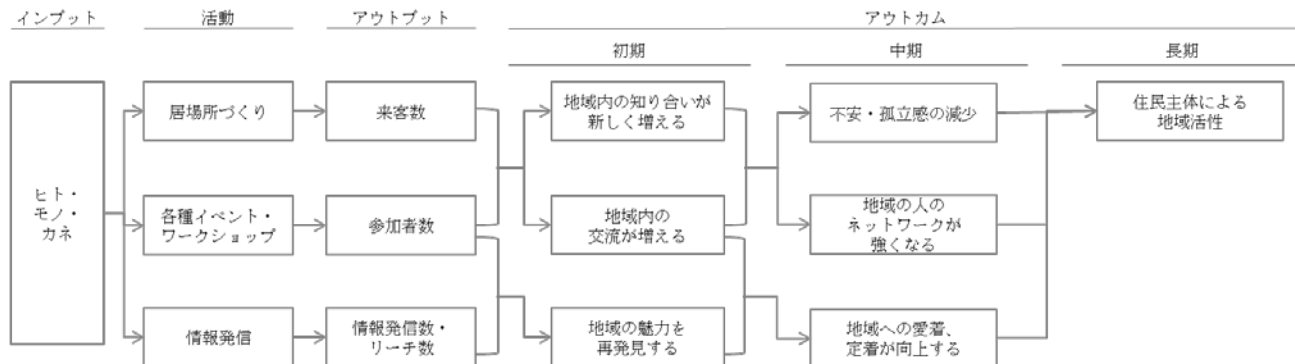 インプット
活動
アウトプット
アウトカム
初期
中期
長期
ヒト・
モノ・
カネ
居場所づくり
各種イベント・
ワークショップ
情報発信
来客数
参加者数
情報発信数・
リーチ数
地域内の知り合いが
新しく増える
地域内の
交流が増える
地域の魅力を
再発見する
不安・孤立感の減少
地域の人の
ネットワークが
強くなる
地域への愛着、
定着が向上する
住民主体による
地域活性